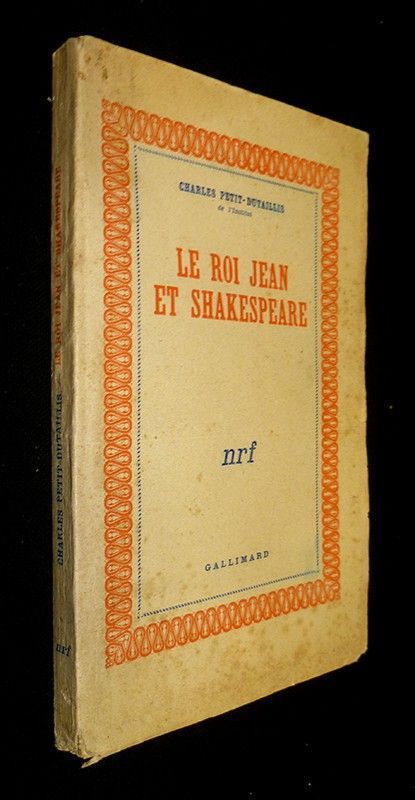 CHARLES PETIT-DUTAILLIS
de l'Institut
LE ROI JEAN
ET SHAKESPEARE
nrf
GALLIMARD
CHARLES PETIT-DUTAILLIS – LE ROI JEAN ET SHAKESPEARE
nrf